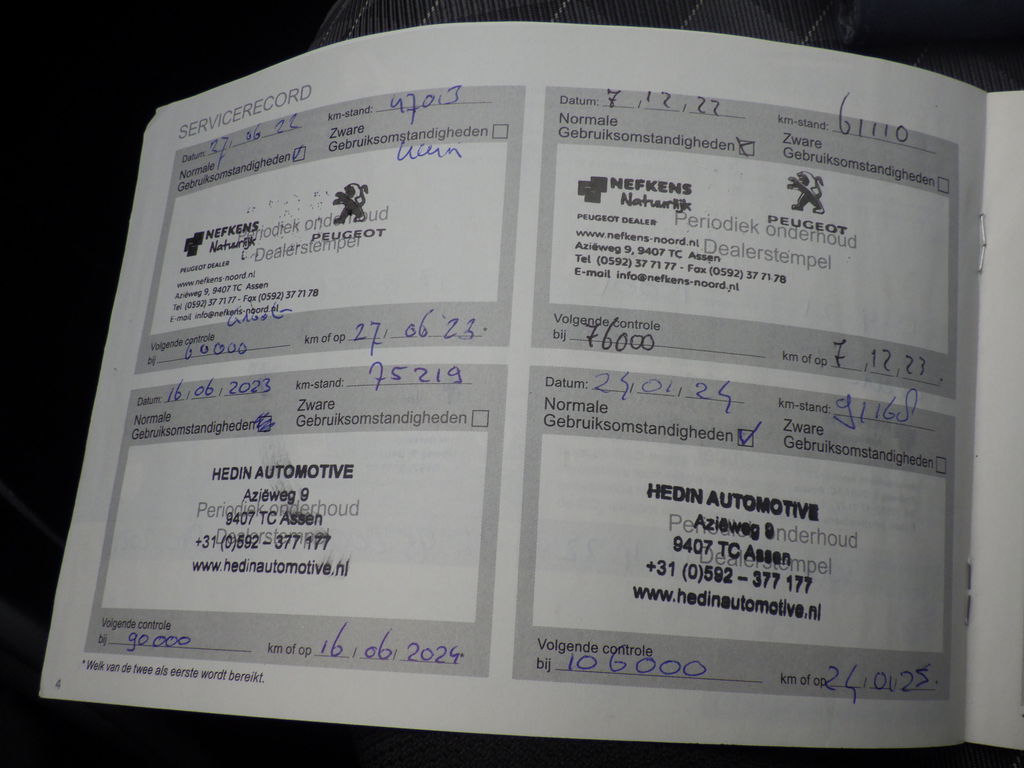 SERVICERECORD
Datum: 27, 06 22 km-stand: 47013
Normale Gebruiksomstandigheden
Zware Gebruiksomstandigheden
NEFKENS
Natuurlijk
PEUGEOT DEALER
PEUGEOT
Periodiek onderhoud
Dealerstempel
www.nefkens-noord.nl
Aziëweg 9, 9407 TC Assen
Tel (0592) 37 71 77 - Fax (0592) 37 71 78
E-mail info@nefkens-noord.nl
Volgende controle
bij 60000 km of op 27, 06 23.
Datum: 7, 12, 22 km-stand: 61110
Normale Gebruiksomstandigheden
Zware Gebruiksomstandigheden
NEFKENS
Natuurlijk
PEUGEOT DEALER
PEUGEOT
Periodiek onderhoud
Dealerstempel
www.nefkens-noord.nl
Aziëweg 9, 9407 TC Assen
Tel (0592) 37 71 77 - Fax (0592) 37 71 78
E-mail info@nefkens-noord.nl
Volgende controle
bij 76000 km of op 7, 12, 23.
Datum: 16, 06, 2023 km-stand: 75219
Normale Gebruiksomstandigheden
Zware Gebruiksomstandigheden
HEDIN AUTOMOTIVE
Aziëweg 9
Periodiek onderhoud
9407 TC Assen
Dealerstempel
+31 (0)592 - 377 177
www.hedinautomotive.nl
Volgende controle
bij 90.000 km of op 16, 06, 2024.
Datum: 24, 01, 24 km-stand: 91168
Normale Gebruiksomstandigheden
Zware Gebruiksomstandigheden
HEDIN AUTOMOTIVE
Aziëweg 9
Periodiek onderhoud
9407 TC Assen
Dealerstempel
+31 (0)592 - 377 177
www.hedinautomotive.nl
Volgende controle
bij 106000 km of op 24, 01, 25.
*Welk van de twee als eerste wordt bereikt.
4